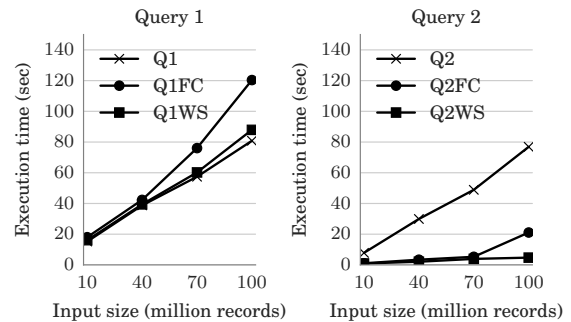 Query 1
Execution time (sec)
140
120
100
80
60
40
20
0
Q1
Q1FC
Q1WS
10 40 70 100
Input size (million records)
Query 2
Execution time (sec)
140
120
100
80
60
40
20
0
Q2
Q2FC
Q2WS
10 40 70 100
Input size (million records)